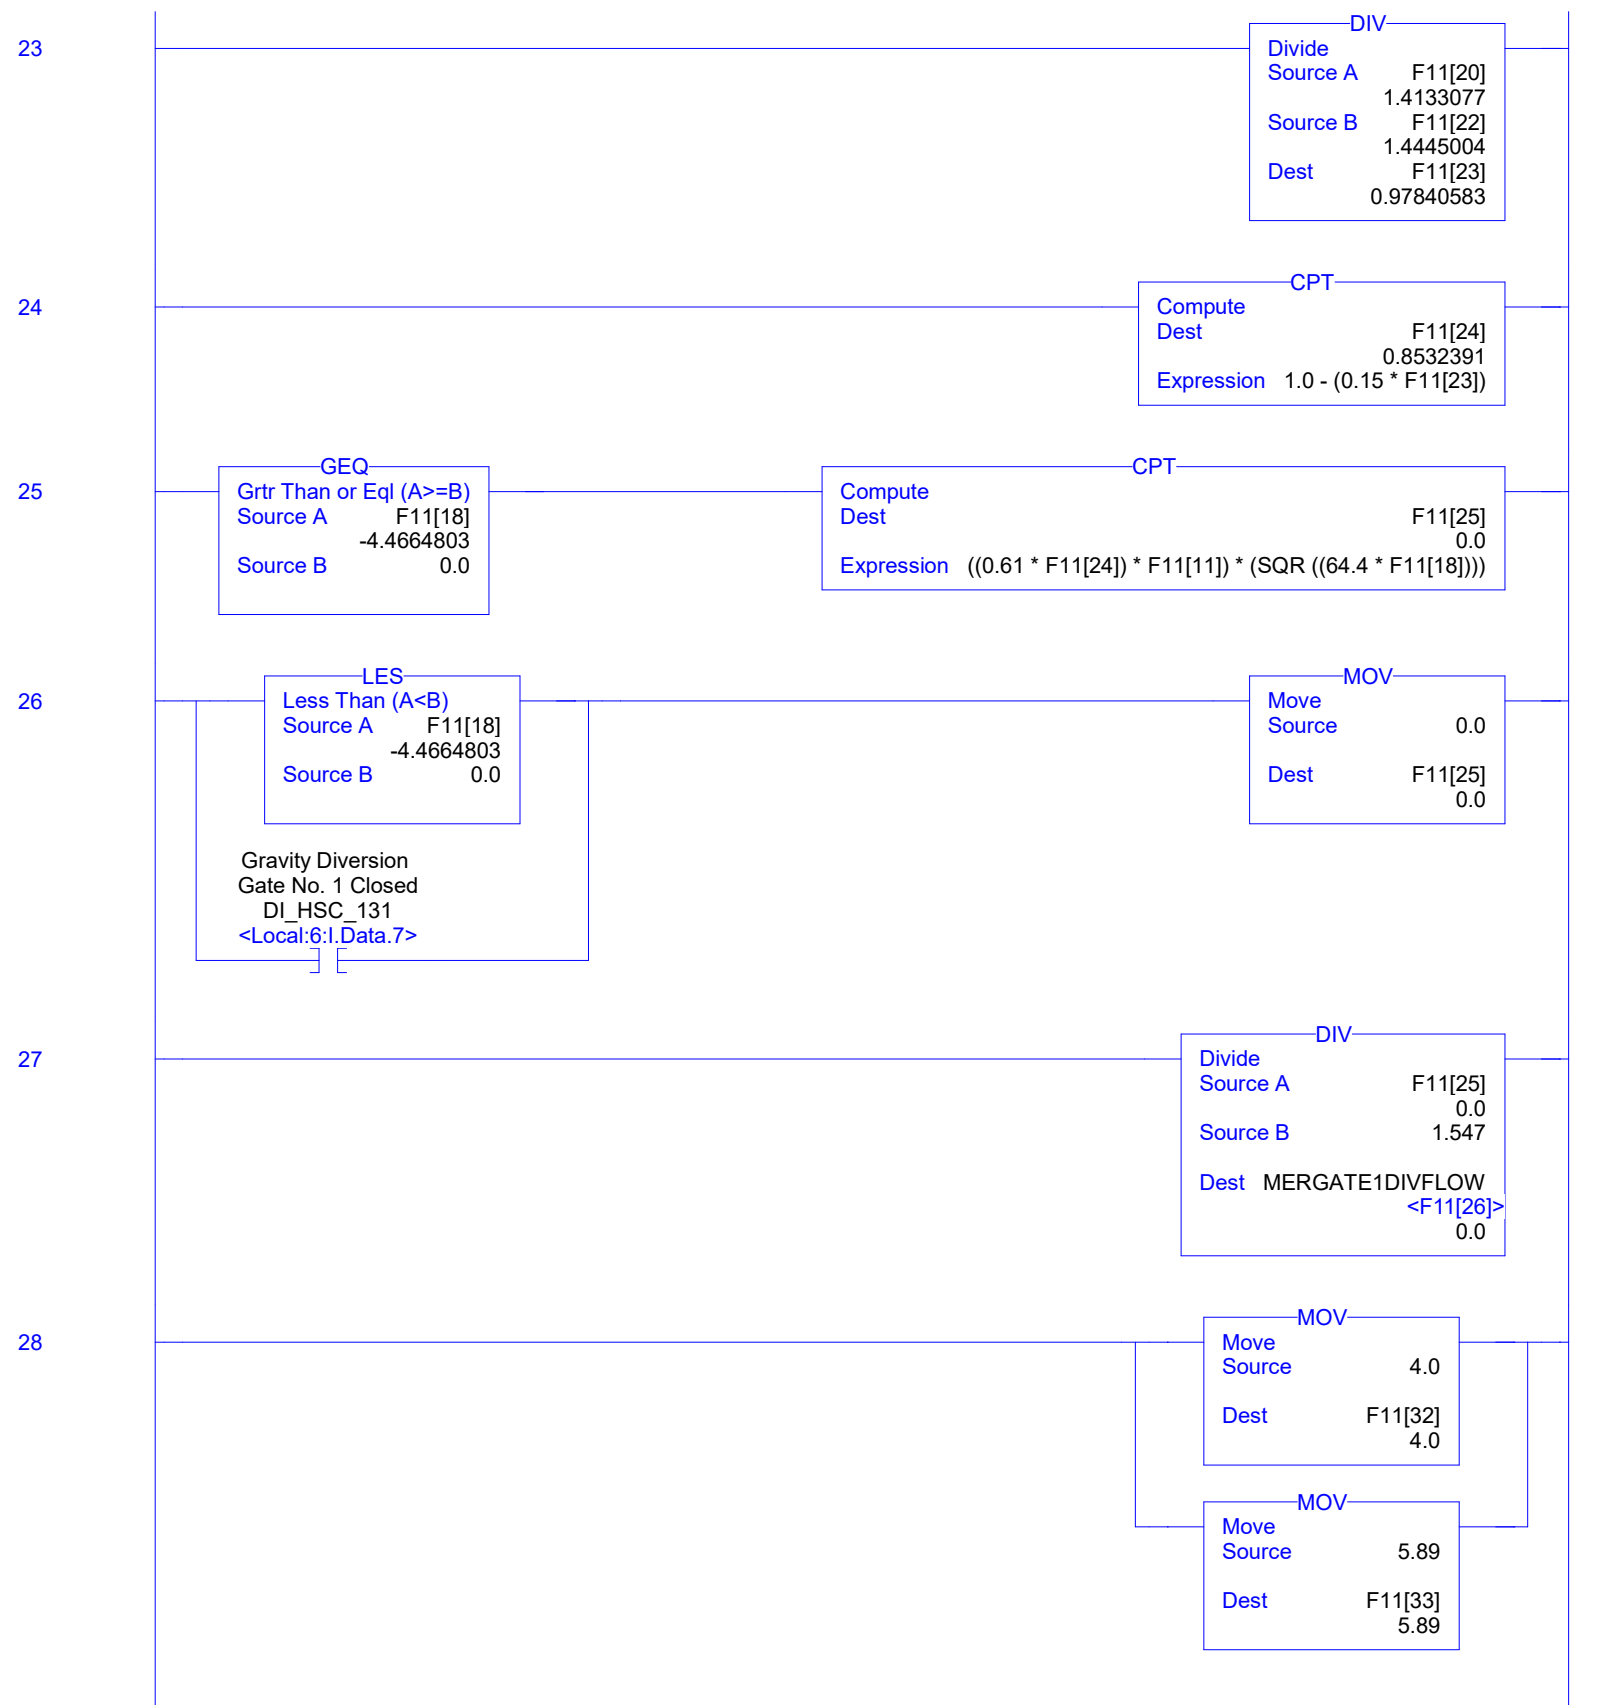 23
DIV
Divide
Source A F11[20]
1.4133077
Source B F11[22]
1.4445004
Dest F11[23]
0.97840583
24
CPT
Compute
Dest F11[24]
0.8532391
Expression 1.0 - (0.15 * F11[23])
25
GEQ
Grtr Than or Eql (A>=B)
Source A F11[18]
-4.4664803
Source B 0.0
CPT
Compute
Dest F11[25]
0.0
Expression ((0.61 * F11[24]) * F11[11]) * (SQR ((64.4 * F11[18])))
26
LES
Less Than (A<B)
Source A F11[18]
-4.4664803
Source B 0.0
MOV
Move
Source 0.0
Dest F11[25]
0.0
Gravity Diversion
Gate No. 1 Closed
DI_HSC_131
<Local:6:I.Data.7>
27
DIV
Divide
Source A F11[25]
0.0
Source B 1.547
Dest MERGATE1DIVFLOW
<F11[26]>
0.0
28
MOV
Move
Source 4.0
Dest F11[32]
4.0
MOV
Move
Source 5.89
Dest F11[33]
5.89